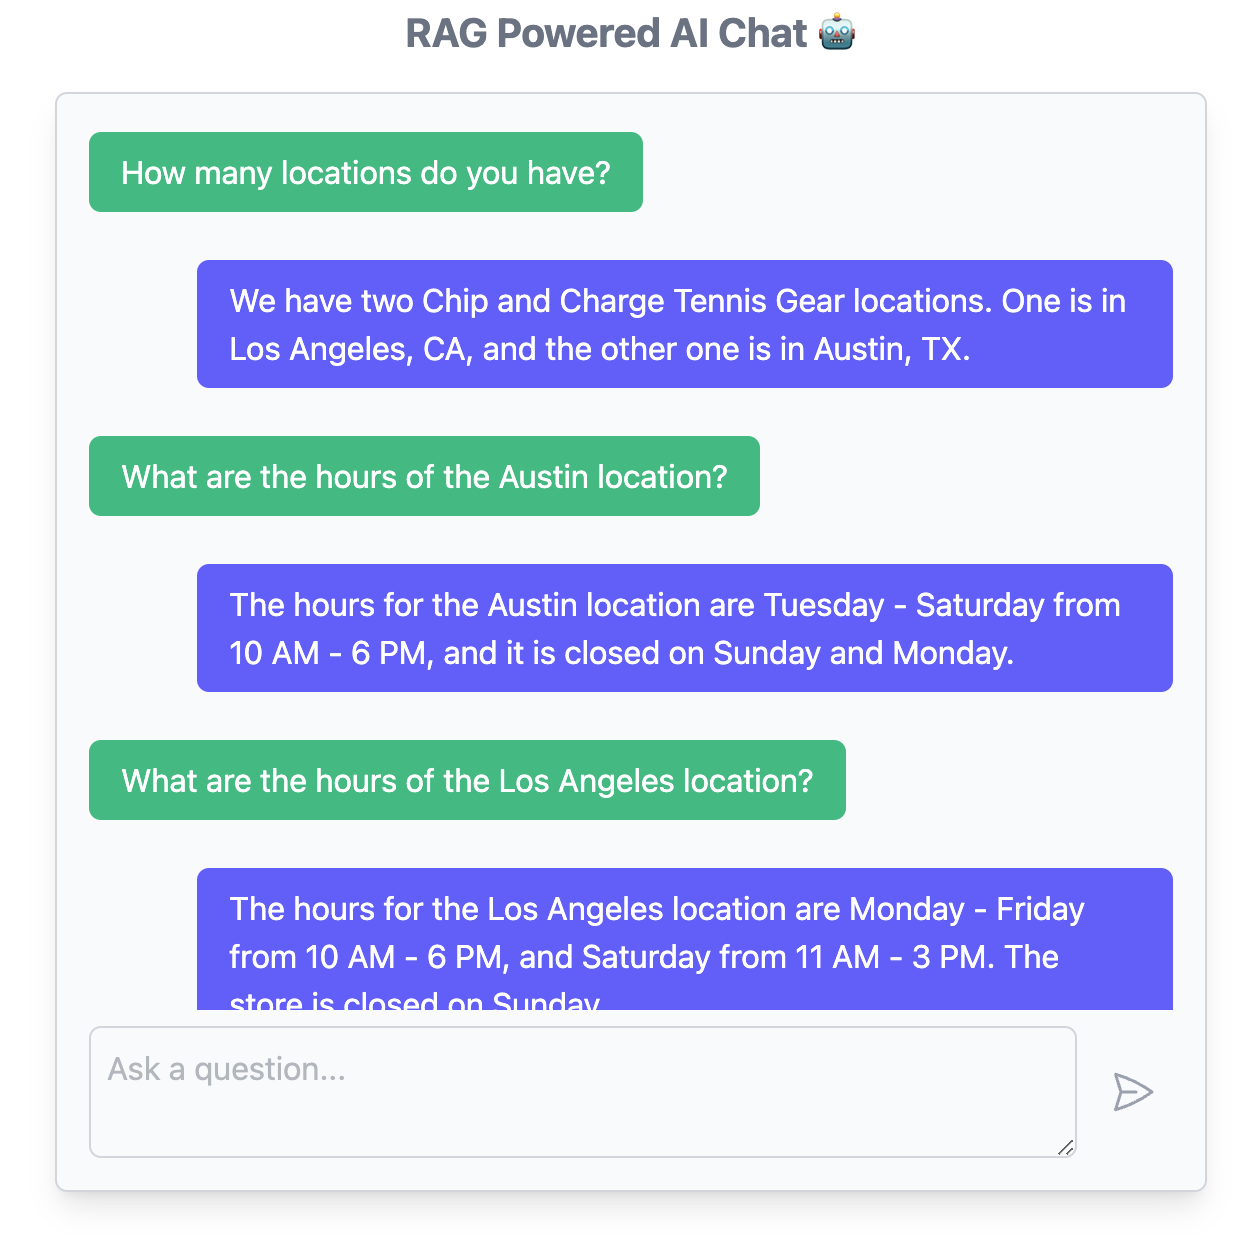 RAG Powered AI Chat 🤖
How many locations do you have?
We have two Chip and Charge Tennis Gear locations. One is in
Los Angeles, CA, and the other one is in Austin, TX.
What are the hours of the Austin location?
The hours for the Austin location are Tuesday - Saturday from
10 AM - 6 PM, and it is closed on Sunday and Monday.
What are the hours of the Los Angeles location?
The hours for the Los Angeles location are Monday - Friday
from 10 AM - 6 PM, and Saturday from 11 AM - 3 PM. The
store is closed on Sunday.
Ask a question...